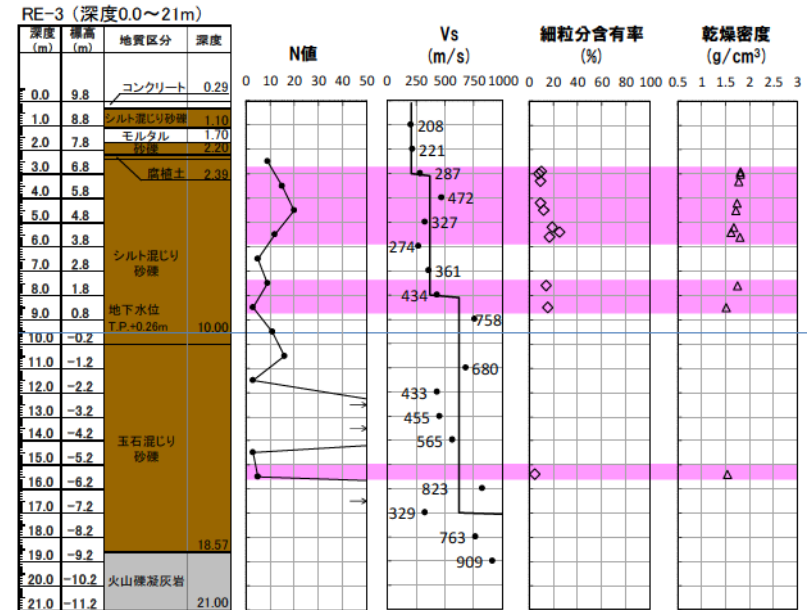 RE-3（深度0.0～21m）
深度 標高 地質区分 深度
(m) (m)
N値
Vs
(m/s)
細粒分含有率
(%)
乾燥密度
(g/cm³)
コンクリート 0.29
0 10 20 30 40 50 0 250 500 750 1000 0 20 40 60 80 100 0.5 1 1.5 2 2.5 3
0.0 9.8
1.0 8.8 シルト混じり砂礫 1.10
208
モルタル 1.70
2.0 7.8 砂礫 2.20
221
3.0 6.8 腐植土 2.39
287
4.0 5.8
472
5.0 4.8
327
6.0 3.8
274
シルト混じり
砂礫
7.0 2.8
361
8.0 1.8
434
9.0 0.8 地下水位
758
T.P.+0.26m 10.00
10.0 −0.2
11.0 −1.2
680
12.0 −2.2
433
13.0 −3.2
455
14.0 −4.2
565
玉石混じり
砂礫
15.0 −5.2
16.0 −6.2
823
17.0 −7.2
329
18.0 −8.2
763
18.57
19.0 −9.2
909
20.0 −10.2 火山礫凝灰岩
21.0 −11.2 21.00